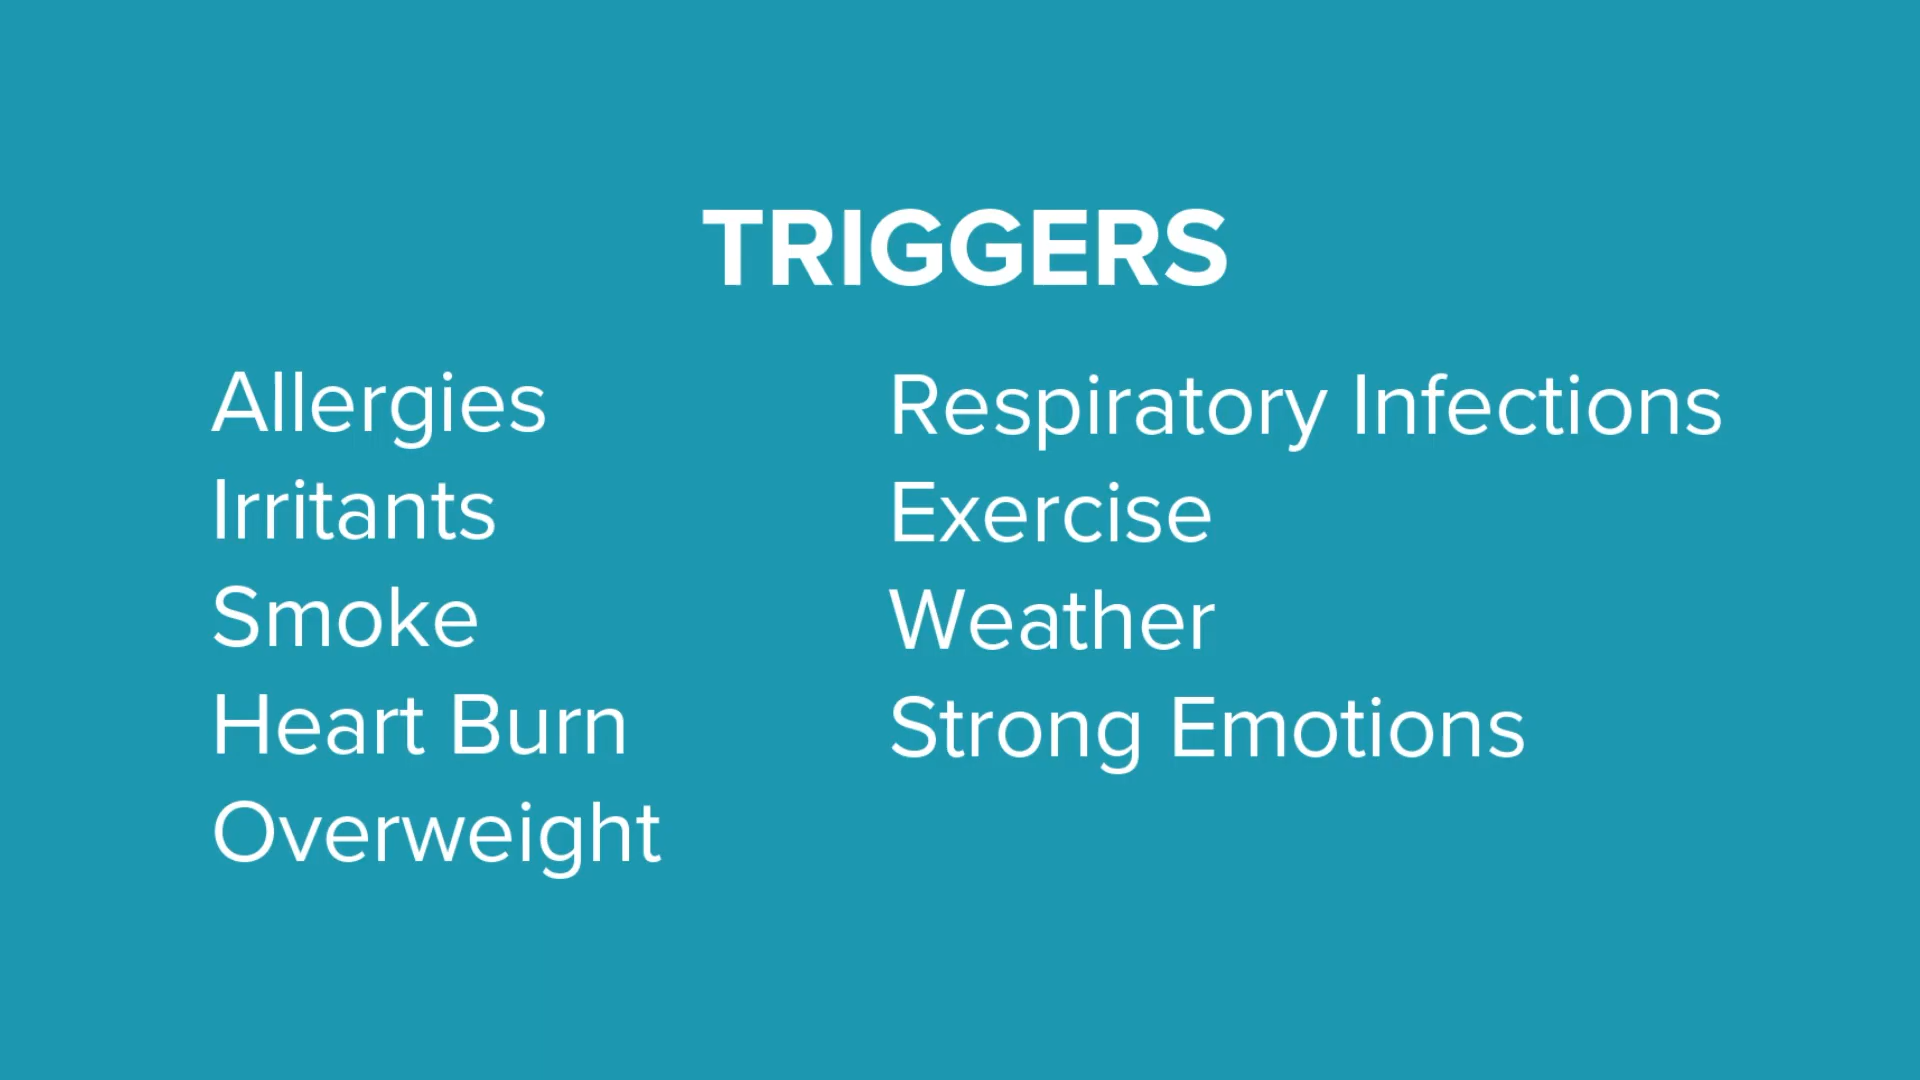 TRIGGERS
Allergies
Irritants
Smoke
Heart Burn
Overweight
Respiratory Infections
Exercise
Weather
Strong Emotions